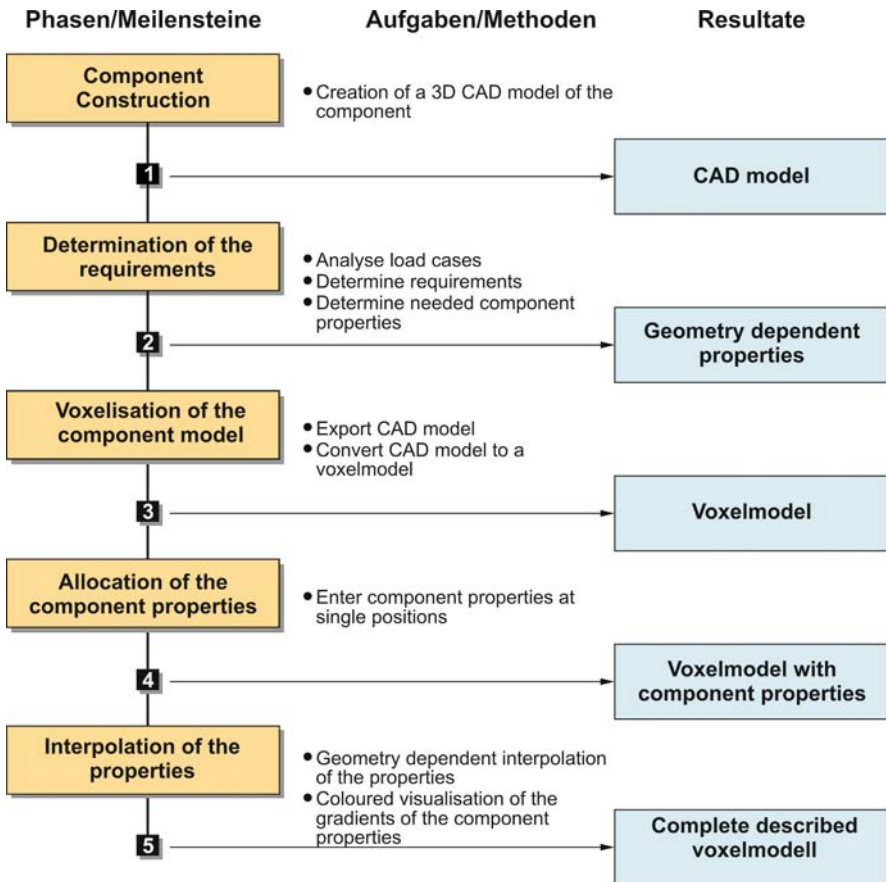 Phasen/Meilensteine
Aufgaben/Methoden
Resultate
Component
Construction
• Creation of a 3D CAD model of the
component
1
CAD model
Determination of the
requirements
• Analyse load cases
• Determine requirements
• Determine needed component
properties
2
Geometry dependent
properties
Voxelisation of the
component model
• Export CAD model
• Convert CAD model to a
voxelmodel
3
Voxelmodel
Allocation of the
component properties
• Enter component properties at
single positions
4
Voxelmodel with
component properties
Interpolation of the
properties
• Geometry dependent interpolation
of the properties
• Coloured visualisation of the
gradients of the component
properties
5
Complete described
voxelmodell